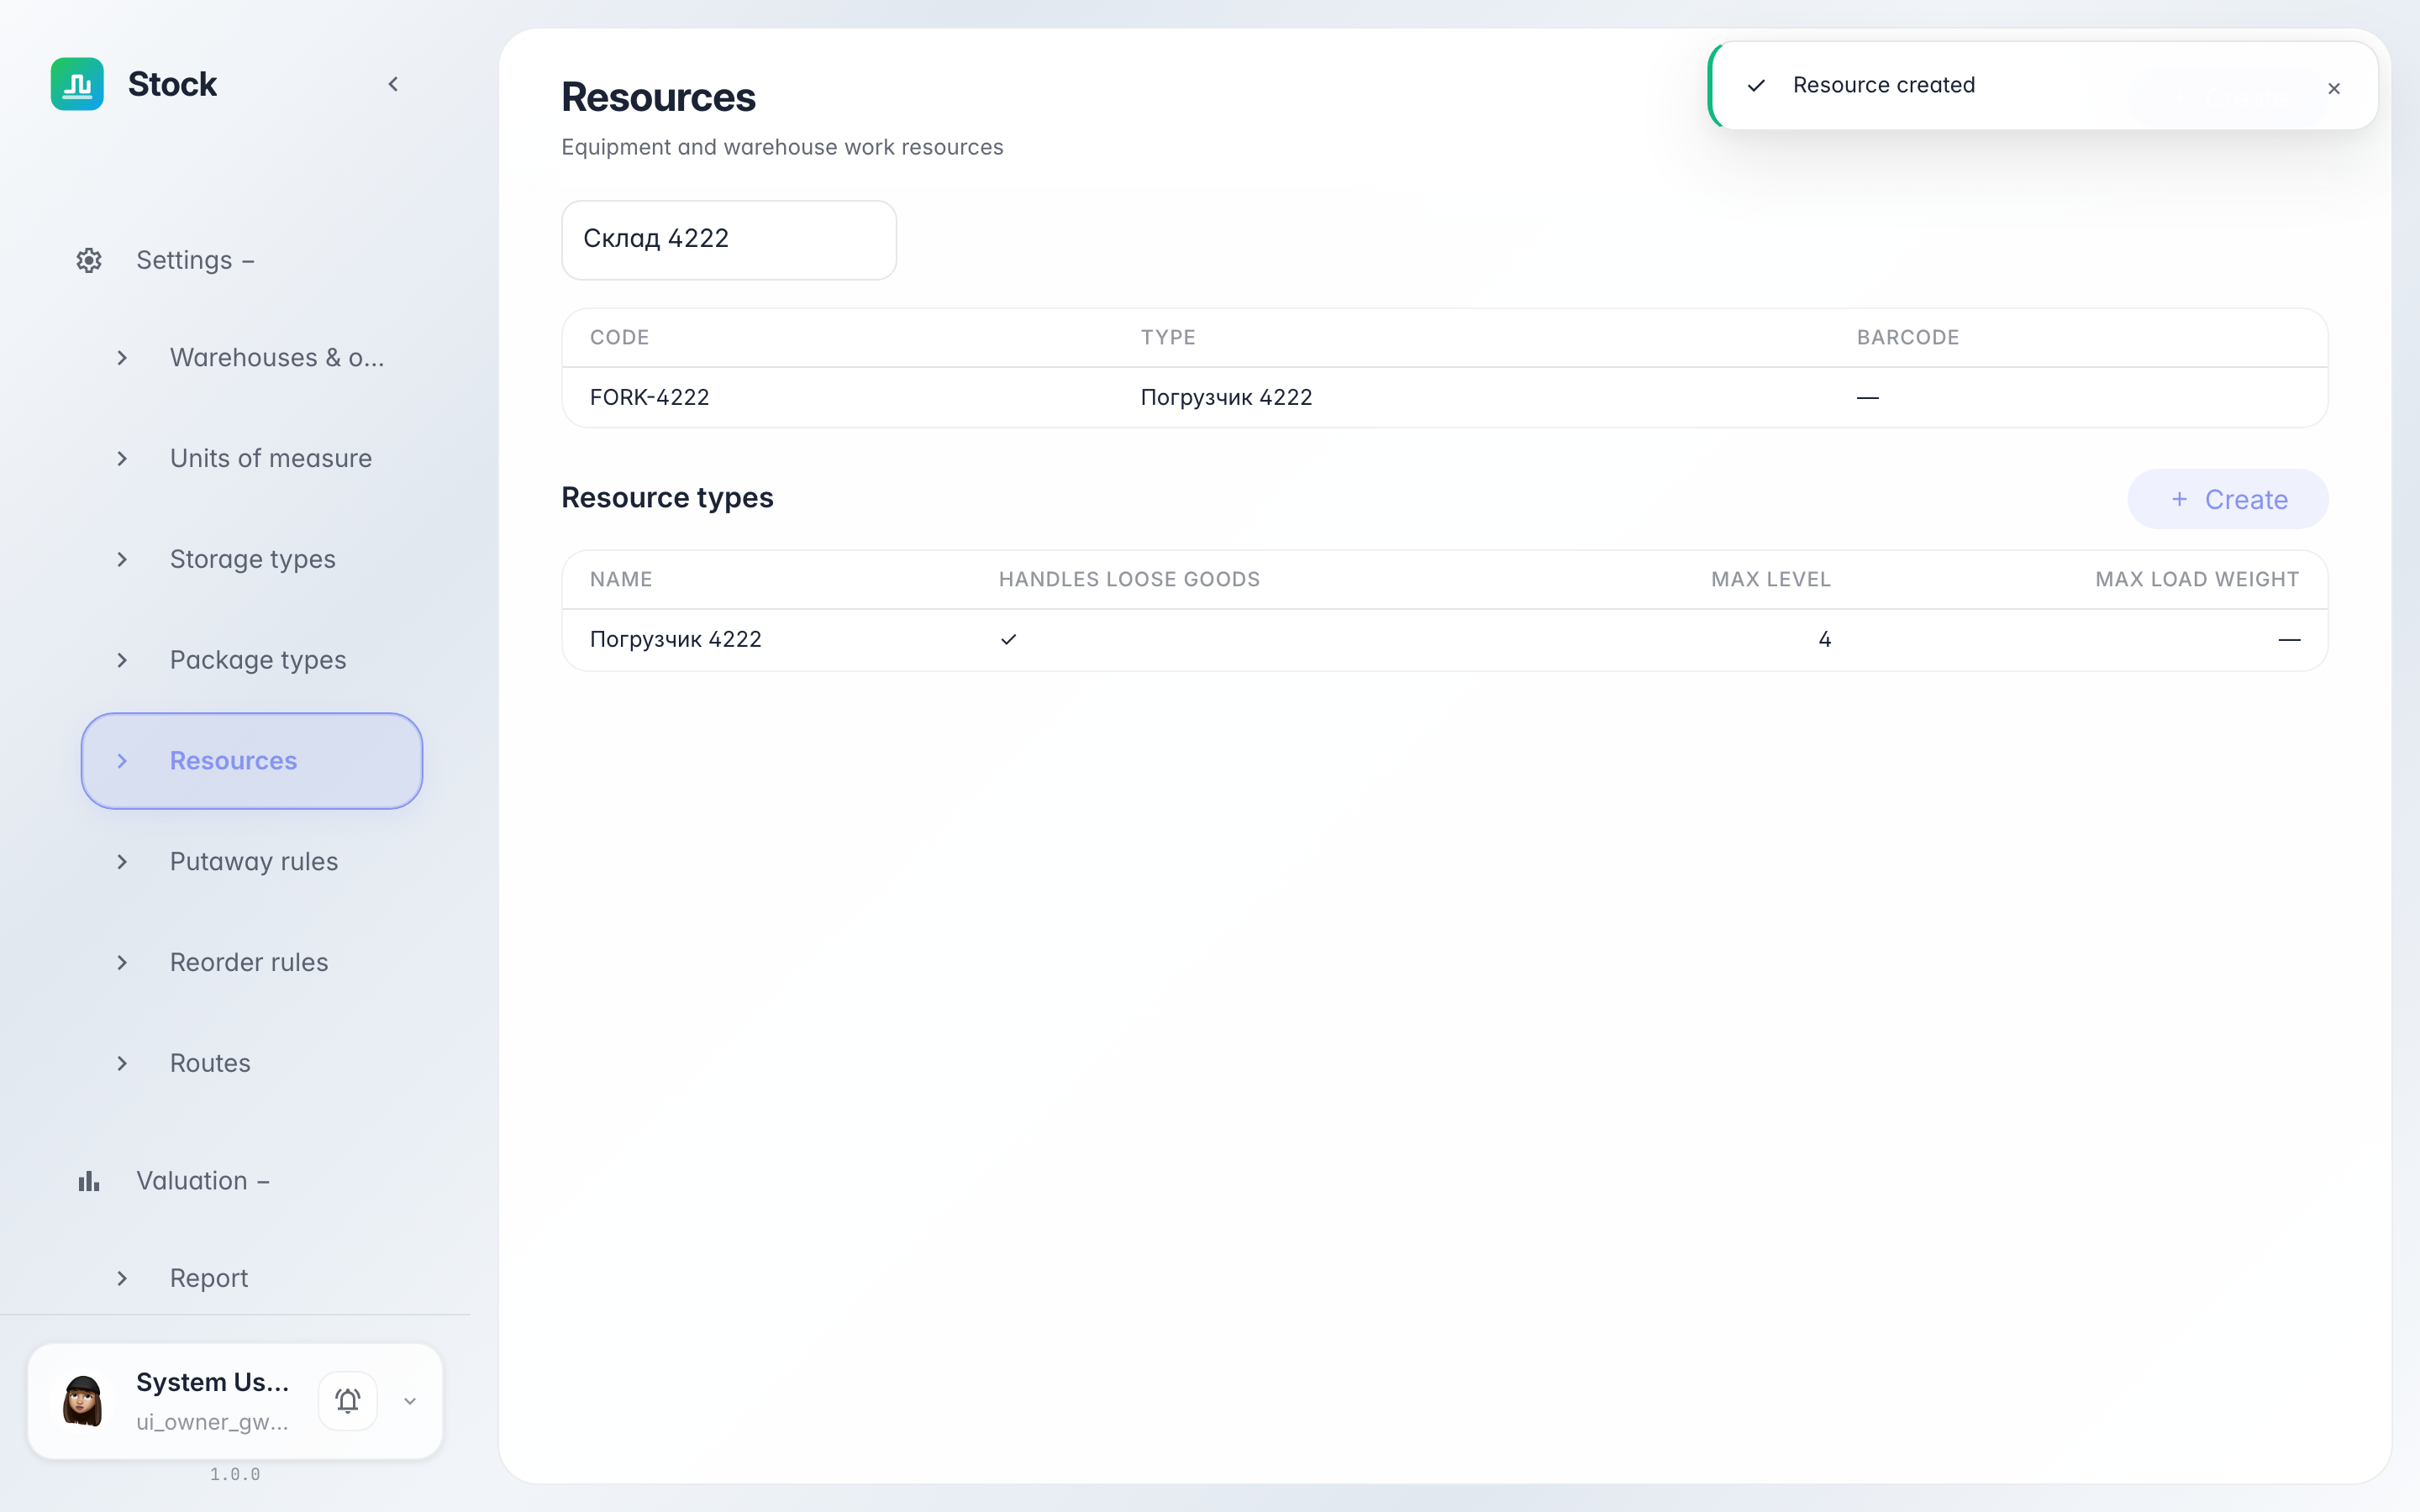 Stock
Settings –
Warehouses & o...
Units of measure
Storage types
Package types
Resources
Putaway rules
Reorder rules
Routes
Valuation –
Report
System Us...
ui_owner_gw...
1.0.0
Resources
Equipment and warehouse work resources
Resource created
Склад 4222
CODE TYPE BARCODE
FORK-4222 Погрузчик 4222 —
Resource types
+ Create
NAME HANDLES LOOSE GOODS MAX LEVEL MAX LOAD WEIGHT
Погрузчик 4222 ✓ 4 —